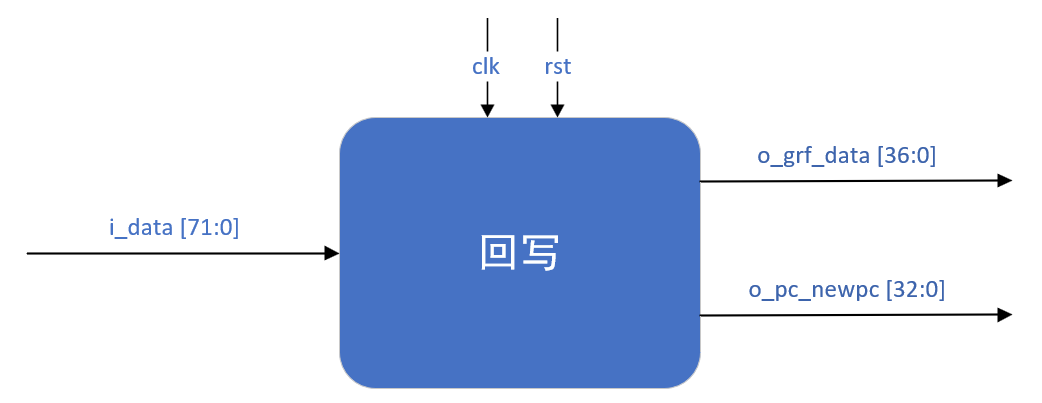 clk rst
o_grf_data [36:0]
i_data [71:0]
回写
o_pc_newpc [32:0]